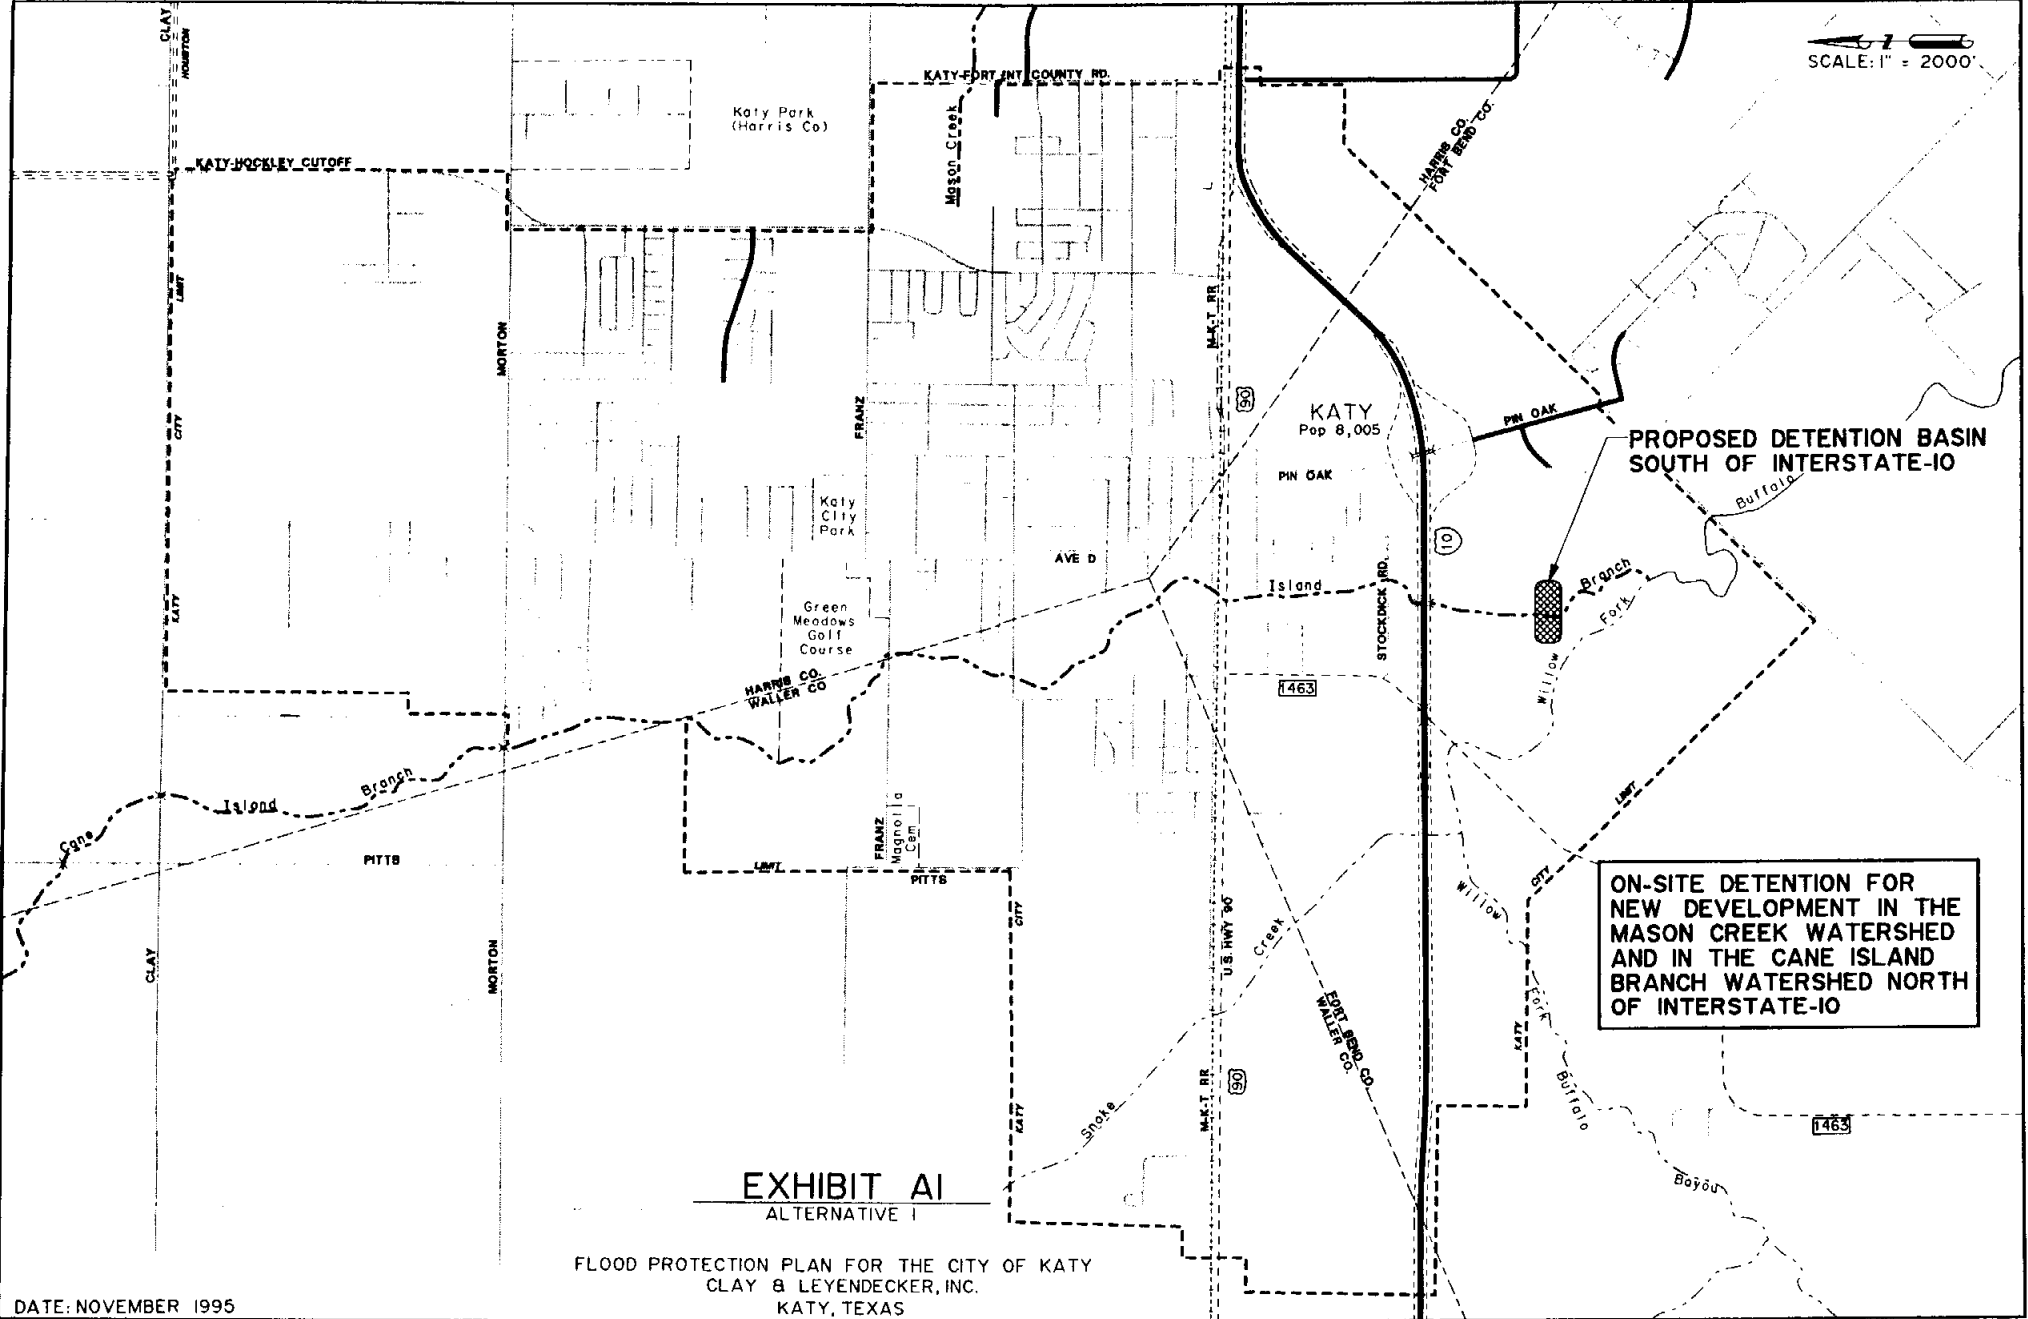 CLAY
HOUSTON
KATY-FORT
NT COUNTY RD.
Z
SCALE: 1" = 2000'
Katy Park
(Harris Co)
Mason Creek
HARRIS CO.
FORT BEND CO.
KATY-HOCKLEY CUTOFF
LIMIT
CITY
KATY
MORTON
FRANZ
M-K-T RR
90
KATY
Pop 8,005
PIN OAK
PIN OAK
PROPOSED DETENTION BASIN
SOUTH OF INTERSTATE-10
Buffalo
Katy
City
Park
AVE D
10
Island
Branch
Fork
Willow
STOCKDICK RD.
Green
Meadows
Golf
Course
HARRIS CO.
WALLER CO
1463
Cane
Island
Branch
PITTS
FRANZ
Magnolia
Cem
LIMIT
PITTS
CITY
KATY
LIMIT
CITY
KATY
CLAY
MORTON
U.S. HWY 90
Snake
Creek
Willow
Fork
Buffalo
Bayou
FORT BEND CO.
WALLER CO.
M-K-T RR
90
1463
ON-SITE DETENTION FOR
NEW DEVELOPMENT IN THE
MASON CREEK WATERSHED
AND IN THE CANE ISLAND
BRANCH WATERSHED NORTH
OF INTERSTATE-10
EXHIBIT A1
ALTERNATIVE 1
FLOOD PROTECTION PLAN FOR THE CITY OF KATY
CLAY & LEYENDECKER, INC.
KATY, TEXAS
DATE: NOVEMBER 1995